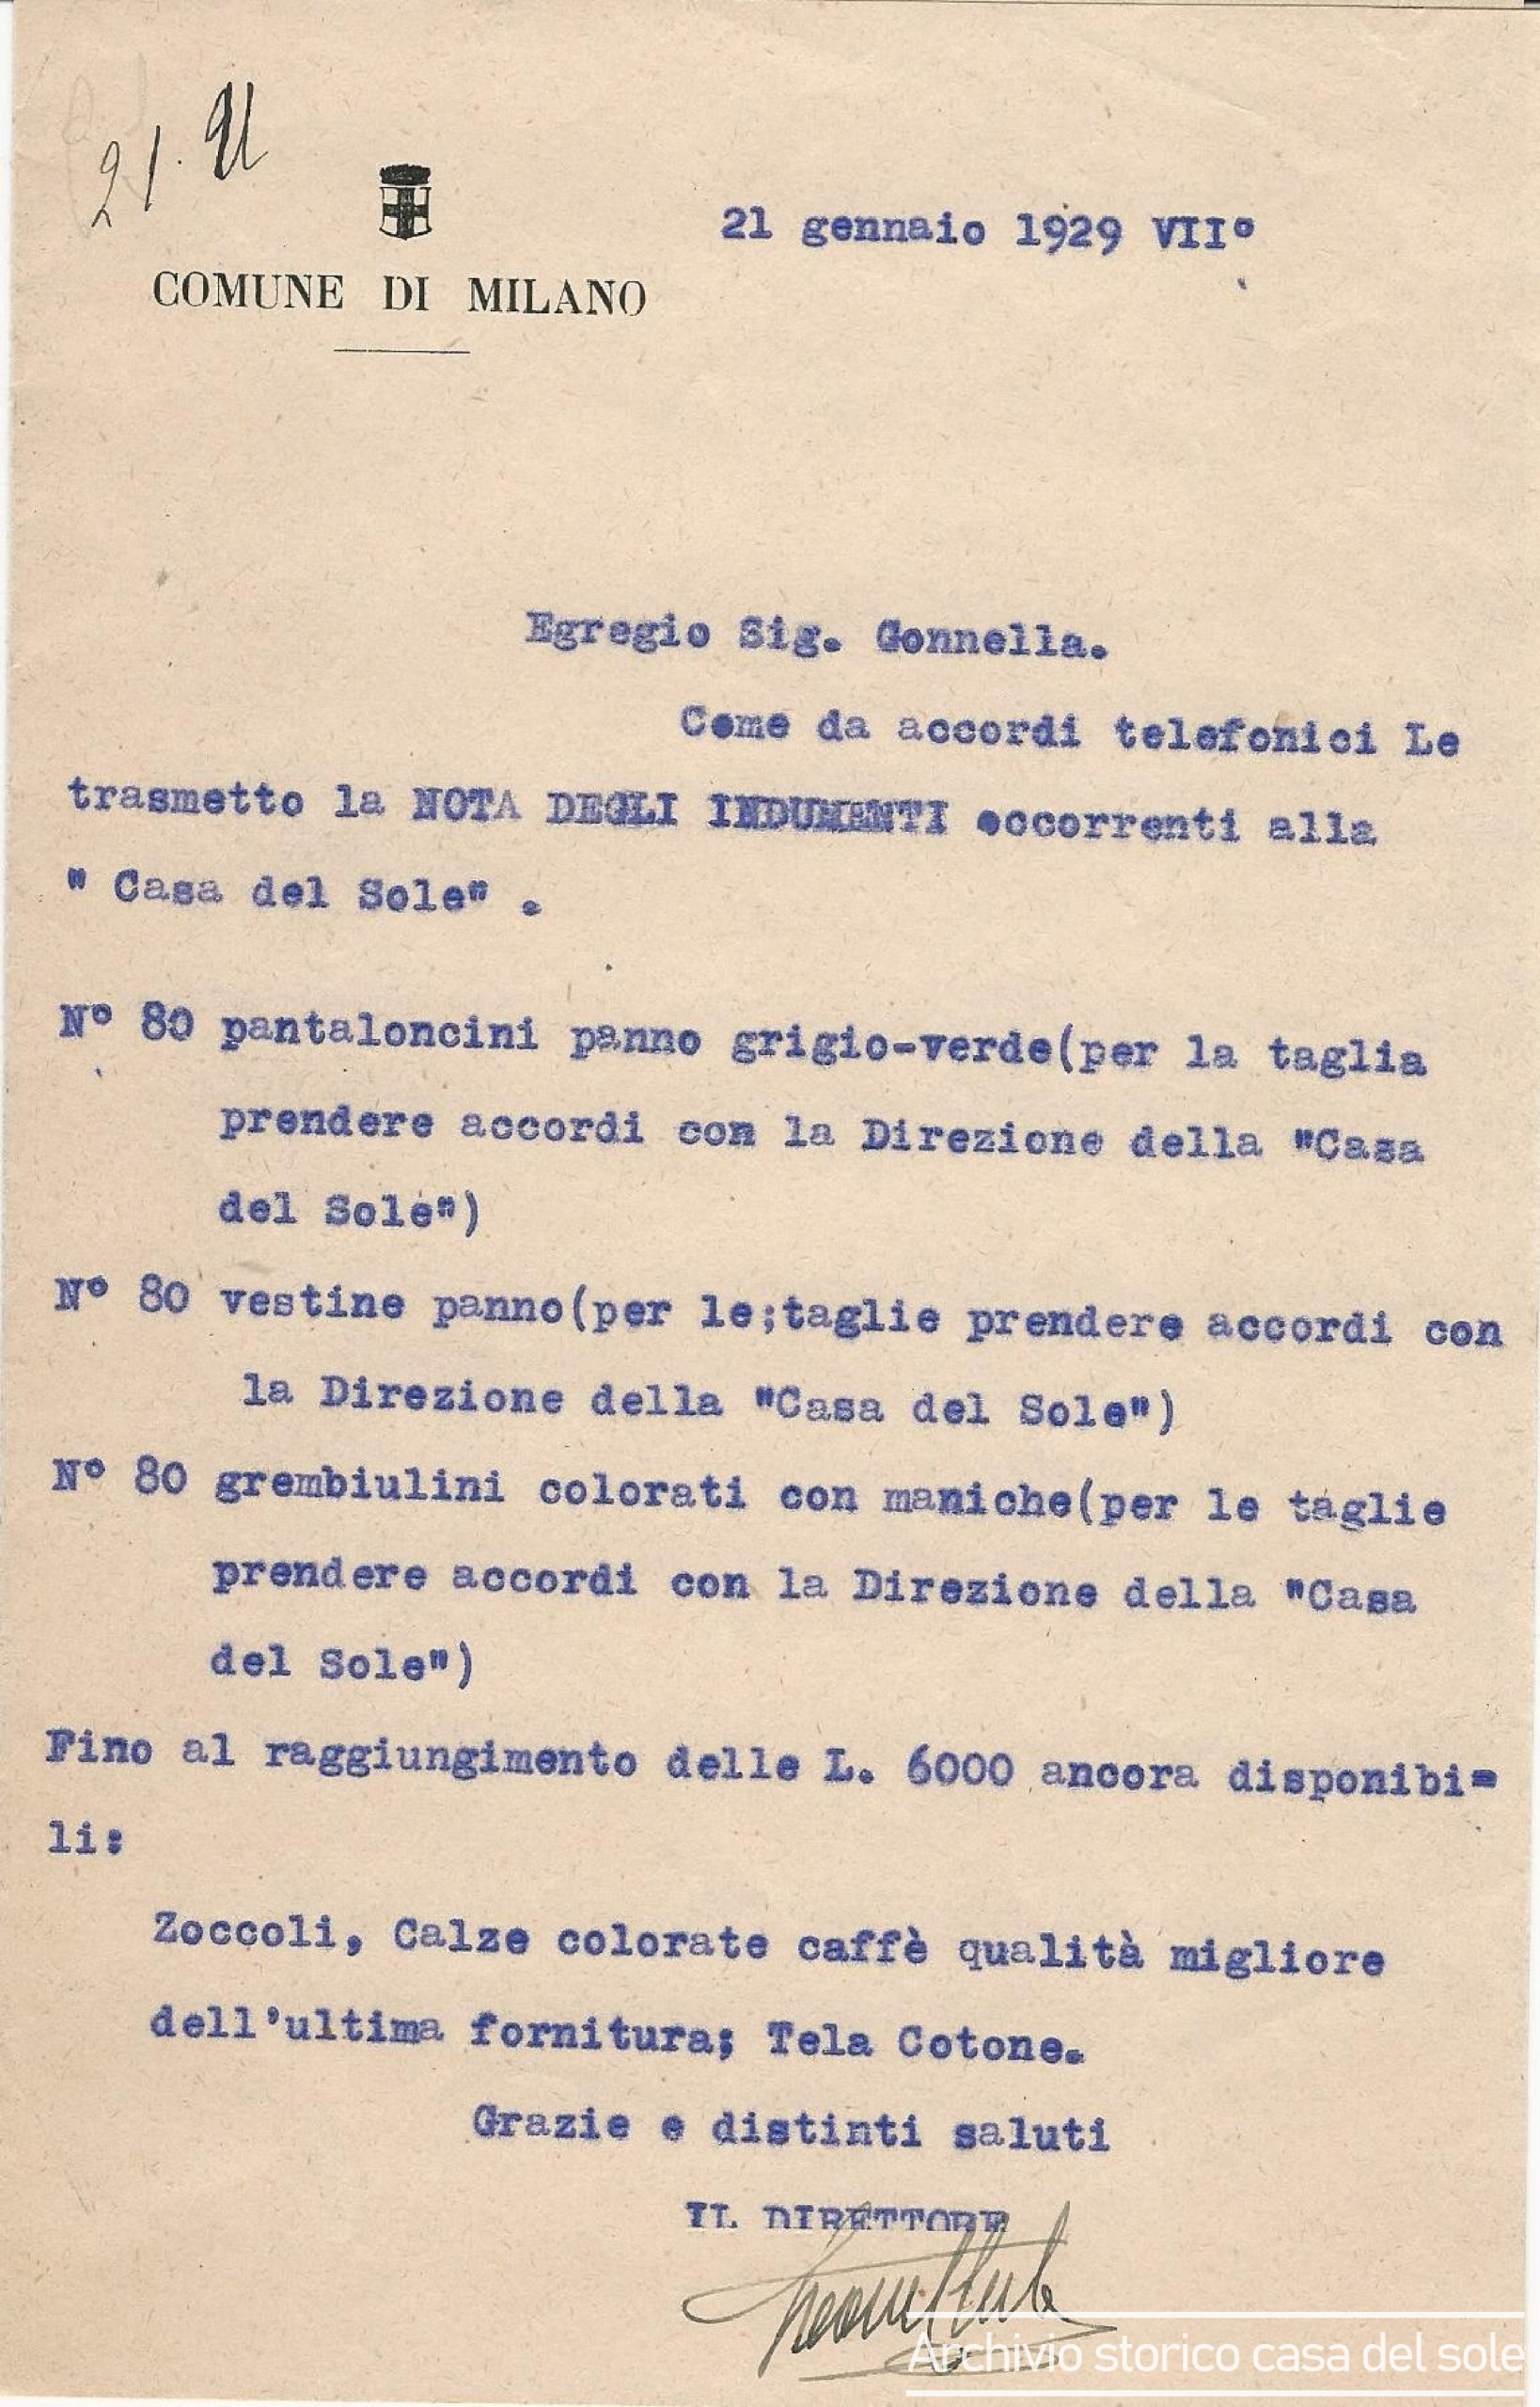 21.
21 gennaio 1929 VII°
COMUNE DI MILANO
Egregio Sig. Gonnella.
Come da accordi telefonici Le
trasmetto la NOTA DEGLI INDUMENTI occorrenti alla
" Casa del Sole" .
N° 80 pantaloncini panno grigio-verde(per la taglia
prendere accordi con la Direzione della "Casa
del Sole")
N° 80 vestine panno(per le;taglie prendere accordi con
la Direzione della "Casa del Sole")
N° 80 grembiulini colorati con maniche(per le taglie
prendere accordi con la Direzione della "Casa
del Sole")
Fino al raggiungimento delle L. 6000 ancora disponibi=
li:
Zoccoli, Calze colorate caffè qualità migliore
dell'ultima fornitura; Tela Cotone.
Grazie e distinti saluti
IL DIRETTORE
Archivio storico casa del sole